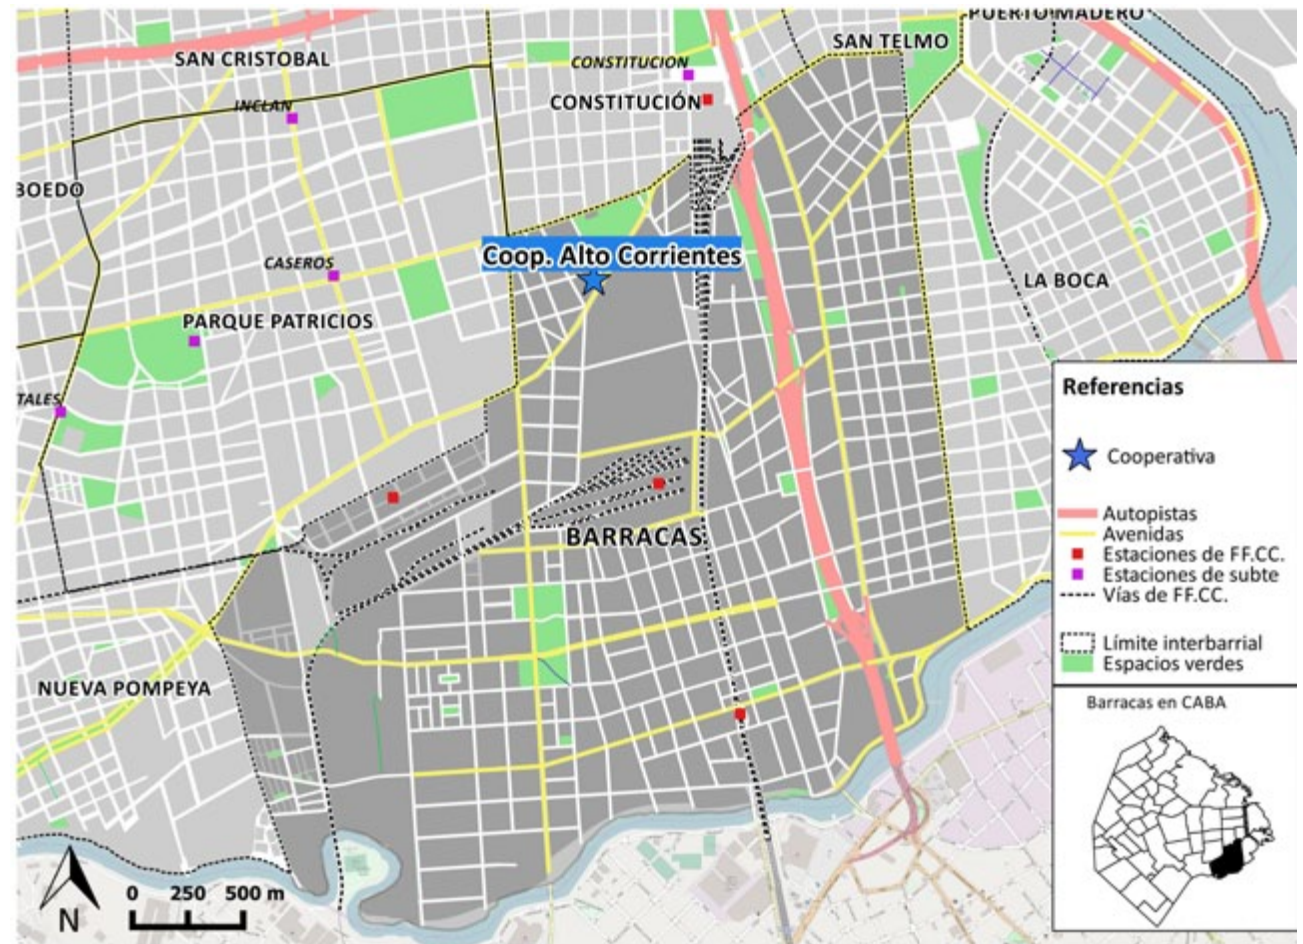 PUERTO MADERO
SAN TELMO
SAN CRISTOBAL
CONSTITUCION
CONSTITUCIÓN
INCLAN
BOEDO
Coop. Alto Corrientes
CASEROS
LA BOCA
PARQUE PATRICIOS
TALES
BARRACAS
NUEVA POMPEYA
N
0 250 500 m
Referencias
Cooperativa
Autopistas
Avenidas
Estaciones de FF.CC.
Estaciones de subte
Vías de FF.CC.
Límite interbarrial
Espacios verdes
Barracas en CABA